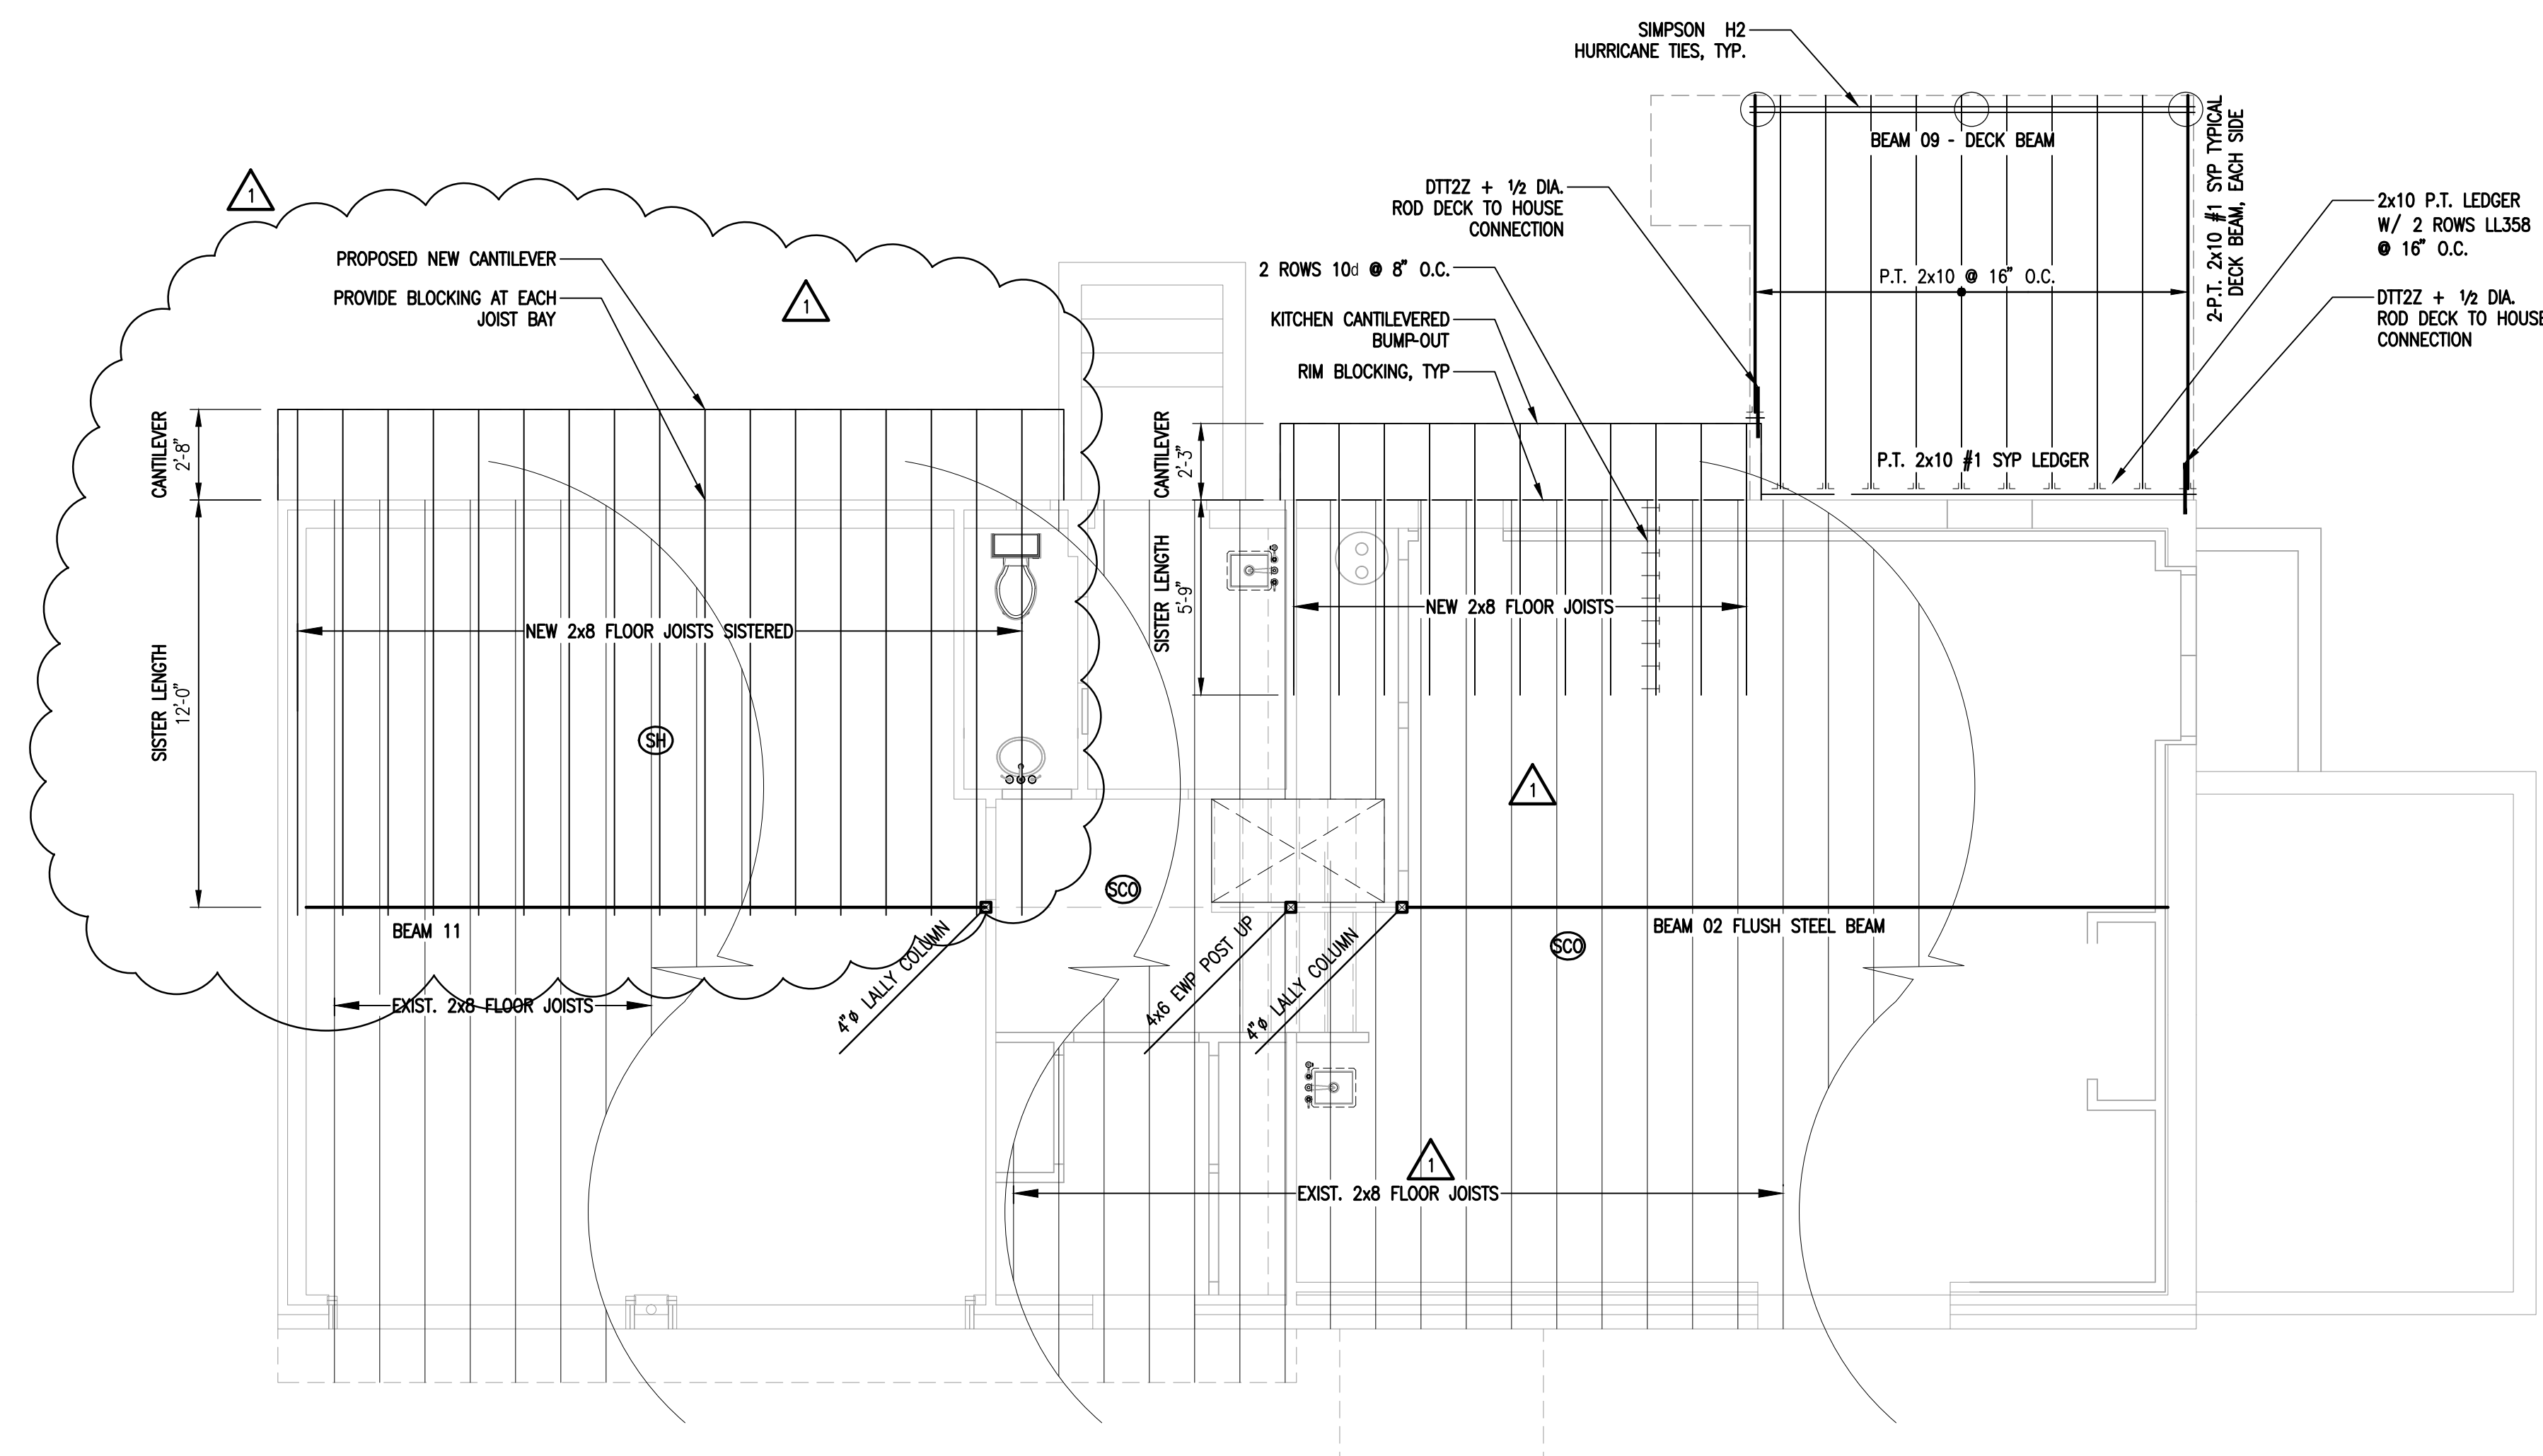 SIMPSON H2
HURRICANE TIES, TYP.
BEAM 09 - DECK BEAM
2-P.T. 2x10 #1 SYP TYPICAL
DECK BEAM, EACH SIDE
DTT2Z + 1/2 DIA.
ROD DECK TO HOUSE
CONNECTION
2x10 P.T. LEDGER
W/ 2 ROWS LL358
@ 16" O.C.
1
PROPOSED NEW CANTILEVER
PROVIDE BLOCKING AT EACH
JOIST BAY
1
2 ROWS 10d @ 8" O.C.
P.T. 2x10 @ 16" O.C.
DTT2Z + 1/2 DIA.
ROD DECK TO HOUSE
CONNECTION
KITCHEN CANTILEVERED
BUMP-OUT
RIM BLOCKING, TYP
CANTILEVER
2'-8"
CANTILEVER
2'-3"
P.T. 2x10 #1 SYP LEDGER
SISTER LENGTH
12'-0"
SISTER LENGTH
5'-9"
NEW 2x8 FLOOR JOISTS SISTERED
NEW 2x8 FLOOR JOISTS
SH
1
SCO
BEAM 11
BEAM 02 FLUSH STEEL BEAM
SCO
4"ø LALLY COLUMN
4x6 EWP POST UP
4"ø LALLY COLUMN
EXIST. 2x8 FLOOR JOISTS
1
EXIST. 2x8 FLOOR JOISTS